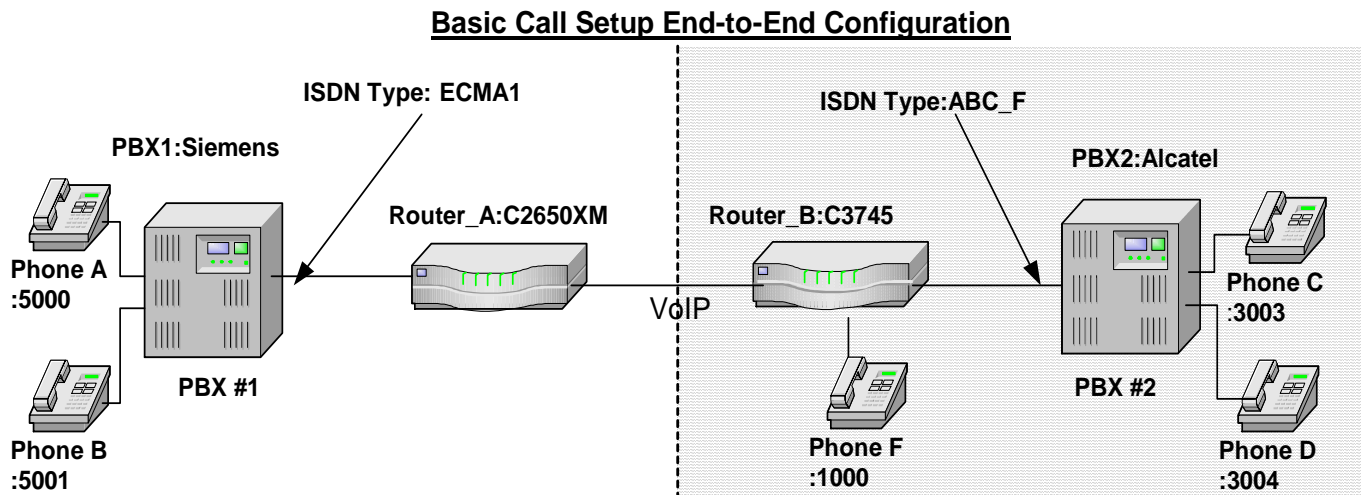 Basic Call Setup End-to-End Configuration
ISDN Type: ECMA1
ISDN Type:ABC_F
PBX1:Siemens
PBX2:Alcatel
Router_A:C2650XM
Router_B:C3745
Phone A
:5000
VoIP
Phone C
:3003
PBX #1
PBX #2
Phone B
:5001
Phone F
:1000
Phone D
:3004